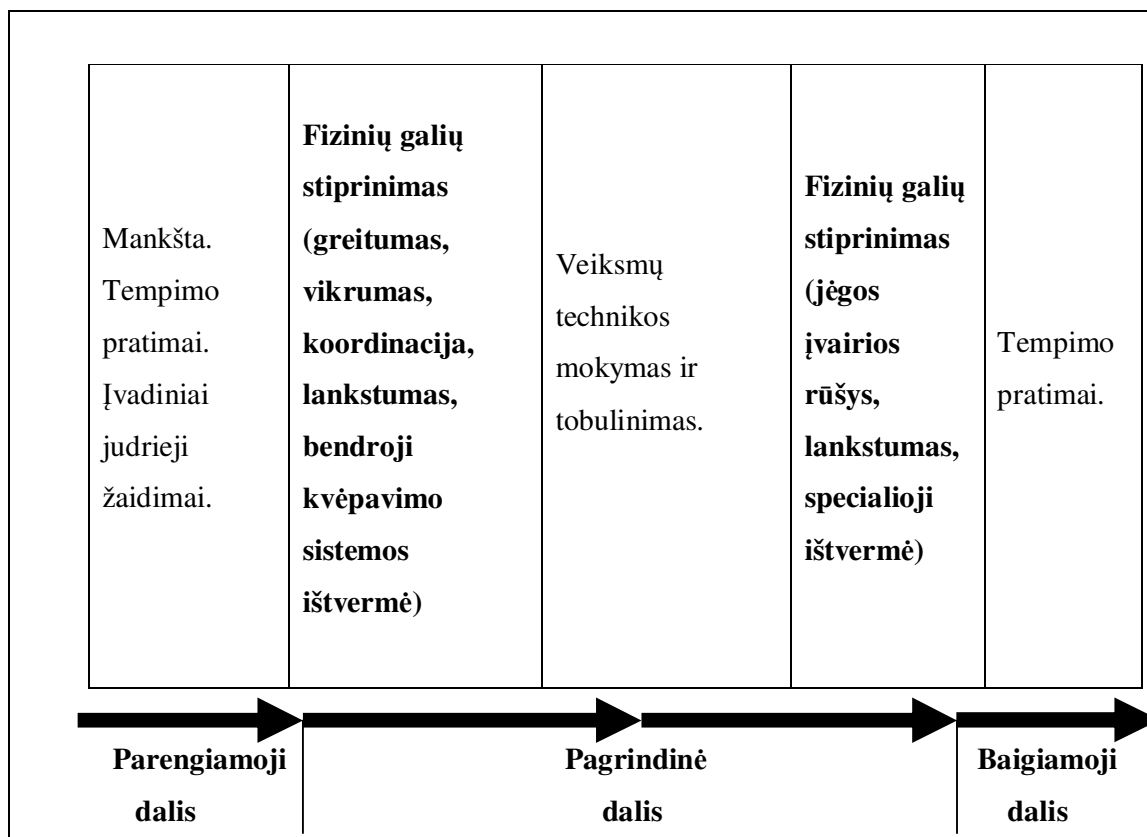 Mankšta.
Tempimo
pratimai.
Įvadiniai
judrieji
žaidimai.
Fizinių galių
stiprinimas
(greitumas,
vikrumas,
koordinacija,
lankstumas,
bendroji
kvėpavimo
sistemos
ištvermė)
Veiksmų
technikos
mokymas ir
tobulinimas.
Fizinių galių
stiprinimas
(jėgos
įvairios
rūšys,
lankstumas,
specialioji
ištvermė)
Tempimo
pratimai.
Parengiamoji
dalis
Pagrindinė
dalis
Baigiamoji
dalis